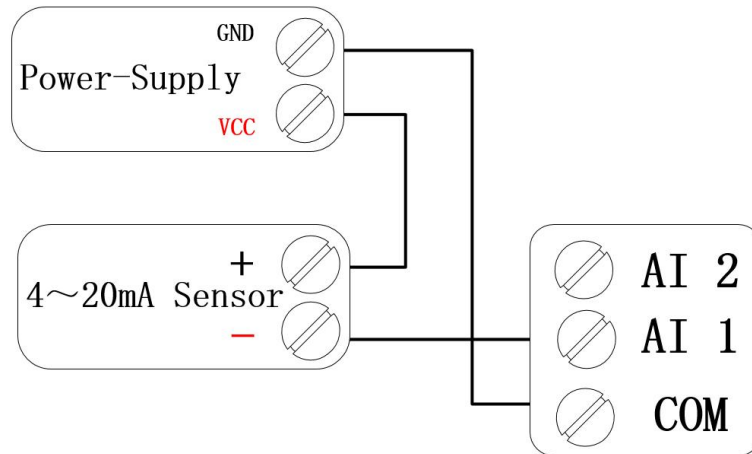 GND
Power-Supply
VCC
+
4～20mA Sensor
−
AI 2
AI 1
COM